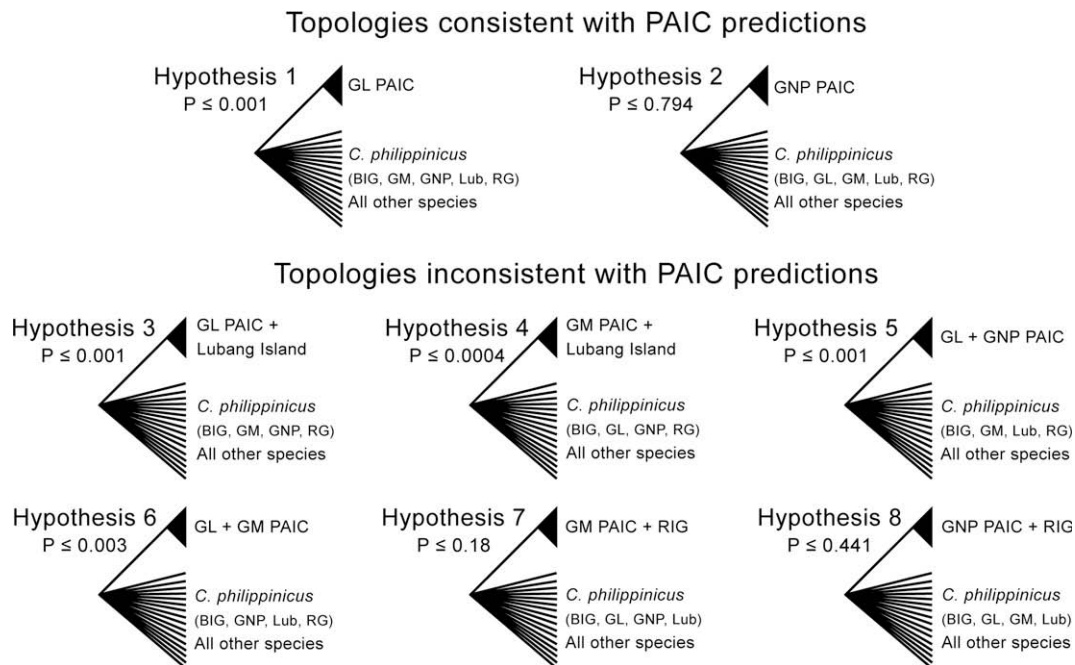 Topologies consistent with PAIC predictions
Hypothesis 1
P ≤ 0.001
GL PAIC
C. philippinicus
(BIG, GM, GNP, Lub, RG)
All other species
Hypothesis 2
P ≤ 0.794
GNP PAIC
C. philippinicus
(BIG, GL, GM, Lub, RG)
All other species
Topologies inconsistent with PAIC predictions
Hypothesis 3
P ≤ 0.001
GL PAIC +
Lubang Island
C. philippinicus
(BIG, GM, GNP, RG)
All other species
Hypothesis 4
P ≤ 0.0004
GM PAIC +
Lubang Island
C. philippinicus
(BIG, GL, GNP, RG)
All other species
Hypothesis 5
P ≤ 0.001
GL + GNP PAIC
C. philippinicus
(BIG, GM, Lub, RG)
All other species
Hypothesis 6
P ≤ 0.003
GL + GM PAIC
C. philippinicus
(BIG, GNP, Lub, RG)
All other species
Hypothesis 7
P ≤ 0.18
GM PAIC + RIG
C. philippinicus
(BIG, GL, GNP, Lub)
All other species
Hypothesis 8
P ≤ 0.441
GNP PAIC + RIG
C. philippinicus
(BIG, GL, GM, Lub)
All other species